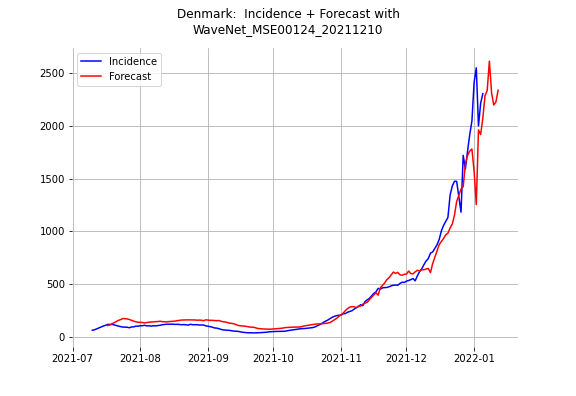 Denmark:  Incidence + Forecast with
WaveNet_MSE00124_20211210
Incidence
Forecast
2500
2000
1500
1000
500
0
2021-07 2021-08 2021-09 2021-10 2021-11 2021-12 2022-01